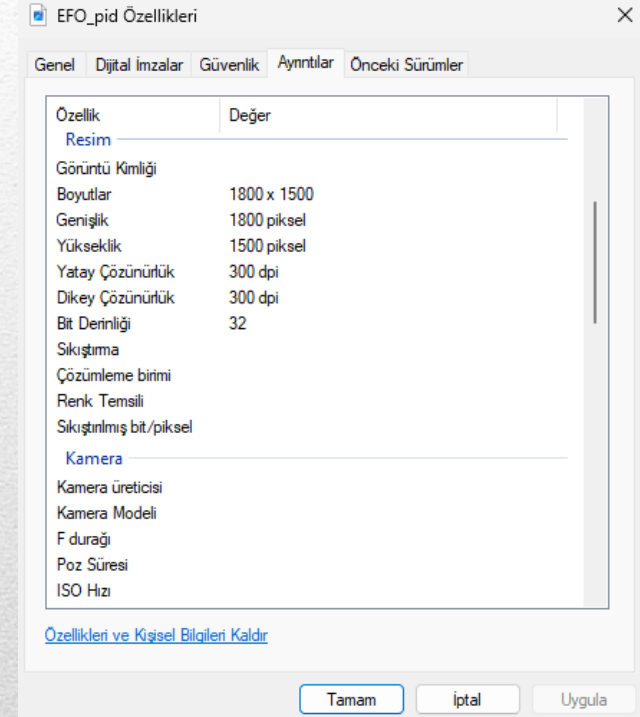 EFO_pid Özellikleri
Genel Dijital İmzalar Güvenlik Ayrıntılar Önceki Sürümler
Özellik Değer
Resim
Görüntü Kimliği
Boyutlar 1800 x 1500
Genişlik 1800 piksel
Yükseklik 1500 piksel
Yatay Çözünürlük 300 dpi
Dikey Çözünürlük 300 dpi
Bit Derinliği 32
Sıkıştırma
Çözümleme birimi
Renk Temsili
Sıkıştırılmış bit/piksel
Kamera
Kamera üreticisi
Kamera Modeli
F durağı
Poz Süresi
ISO Hızı
Özellikleri ve Kişisel Bilgileri Kaldır
Tamam İptal Uygula